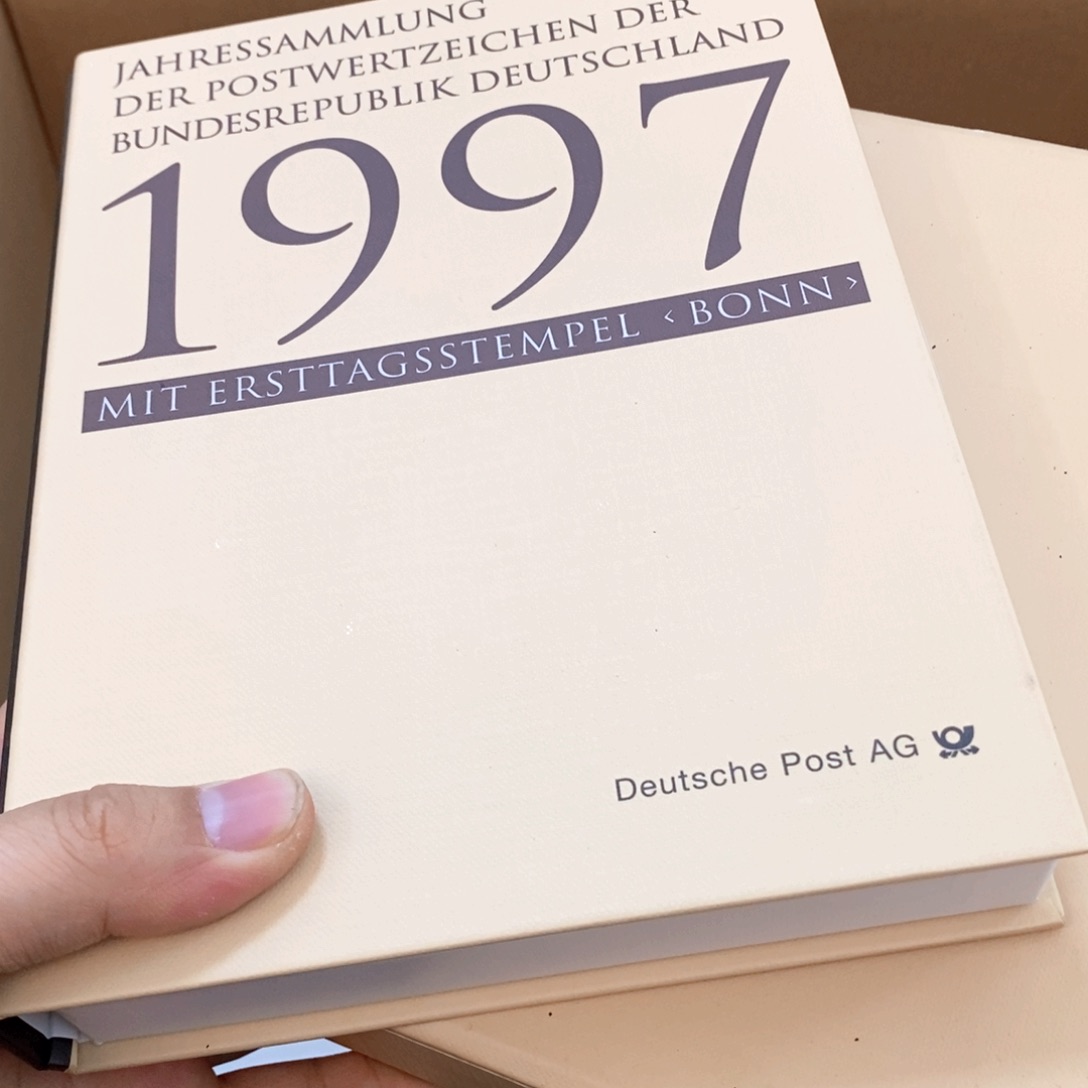 JAHRESSAMMLUNG
DER POSTWERTZEICHEN DER
BUNDESREPUBLIK DEUTSCHLAND
1997
MIT ERSTTAGSSTEMPEL ‹ BONN ›
Deutsche Post AG